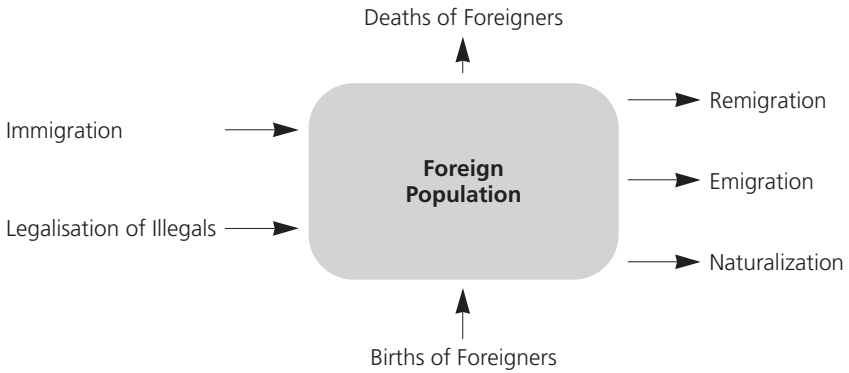 Deaths of Foreigners
Remigration
Immigration
Foreign
Population
Emigration
Legalisation of Illegals
Naturalization
Births of Foreigners